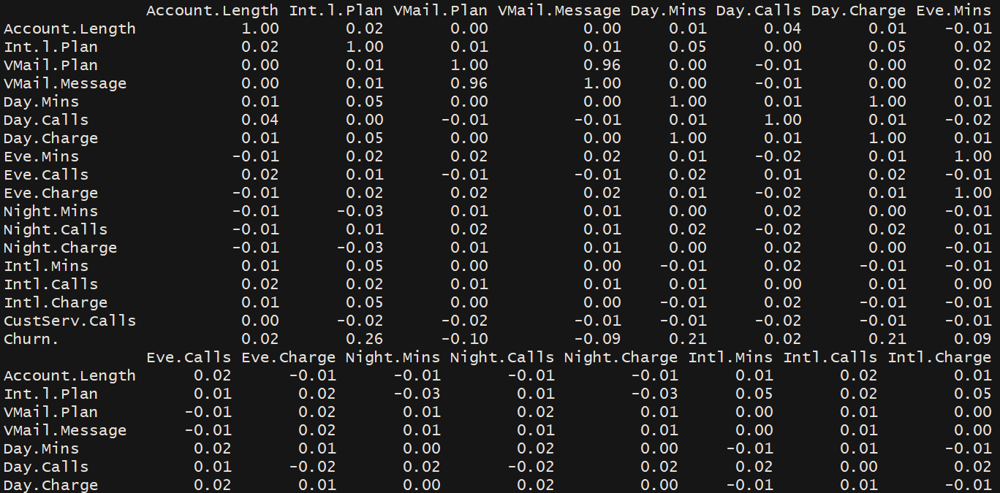 Account.Length Int.l.Plan VMail.Plan VMail.Message Day.Mins Day.Calls Day.Charge Eve.Mins
Account.Length 1.00 0.02 0.00 0.00 0.01 0.04 0.01 -0.01
Int.l.Plan 0.02 1.00 0.01 0.01 0.05 0.00 0.05 0.02
VMail.Plan 0.00 0.01 1.00 0.96 0.00 -0.01 0.00 0.02
VMail.Message 0.00 0.01 0.96 1.00 0.00 -0.01 0.00 0.02
Day.Mins 0.01 0.05 0.00 0.00 1.00 0.01 1.00 0.01
Day.Calls 0.04 0.00 -0.01 -0.01 0.01 1.00 0.01 -0.02
Day.Charge 0.01 0.05 0.00 0.00 1.00 0.01 1.00 0.01
Eve.Mins -0.01 0.02 0.02 0.02 0.01 -0.02 0.01 1.00
Eve.Calls 0.02 0.01 -0.01 -0.01 0.02 0.01 0.02 -0.01
Eve.Charge -0.01 0.02 0.02 0.02 0.01 -0.02 0.01 1.00
Night.Mins -0.01 -0.03 0.01 0.01 0.00 0.02 0.00 -0.01
Night.Calls -0.01 0.01 0.02 0.01 0.02 -0.02 0.02 0.01
Night.Charge -0.01 -0.03 0.01 0.01 0.00 0.02 0.00 -0.01
Intl.Mins 0.01 0.05 0.00 0.00 -0.01 0.02 -0.01 -0.01
Intl.Calls 0.02 0.02 0.01 0.01 0.01 0.00 0.01 0.00
Intl.Charge 0.01 0.05 0.00 0.00 -0.01 0.02 -0.01 -0.01
CustServ.Calls 0.00 -0.02 -0.02 -0.01 -0.01 -0.02 -0.01 -0.01
Churn. 0.02 0.26 -0.10 -0.09 0.21 0.02 0.21 0.09
Eve.Calls Eve.Charge Night.Mins Night.Calls Night.Charge Intl.Mins Intl.Calls Intl.Charge
Account.Length 0.02 -0.01 -0.01 -0.01 -0.01 0.01 0.02 0.01
Int.l.Plan 0.01 0.02 -0.03 0.01 -0.03 0.05 0.02 0.05
VMail.Plan -0.01 0.02 0.01 0.02 0.01 0.00 0.01 0.00
VMail.Message -0.01 0.02 0.01 0.01 0.01 0.00 0.01 0.00
Day.Mins 0.02 0.01 0.00 0.02 0.00 -0.01 0.01 -0.01
Day.Calls 0.01 -0.02 0.02 -0.02 0.02 0.02 0.00 0.02
Day.Charge 0.02 0.01 0.00 0.02 0.00 -0.01 0.01 -0.01